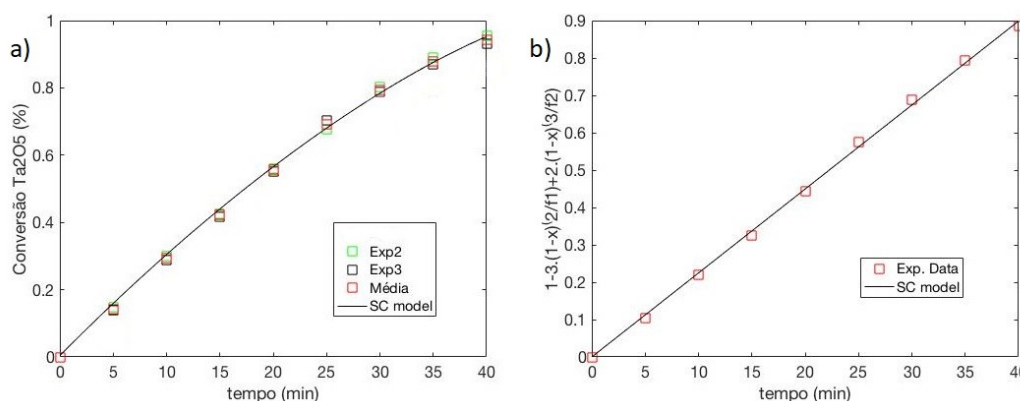 a)
Conversão Ta2O5 (%)
1
0.8
0.6
0.4
0.2
0
0 5 10 15 20 25 30 35 40
tempo (min)
Exp2
Exp3
Média
SC model
b)
1-3.(1-x)^(2/f1)+2.(1-x)^(3/f2)
0.9
0.8
0.7
0.6
0.5
0.4
0.3
0.2
0.1
0
0 5 10 15 20 25 30 35 40
tempo (min)
Exp. Data
SC model